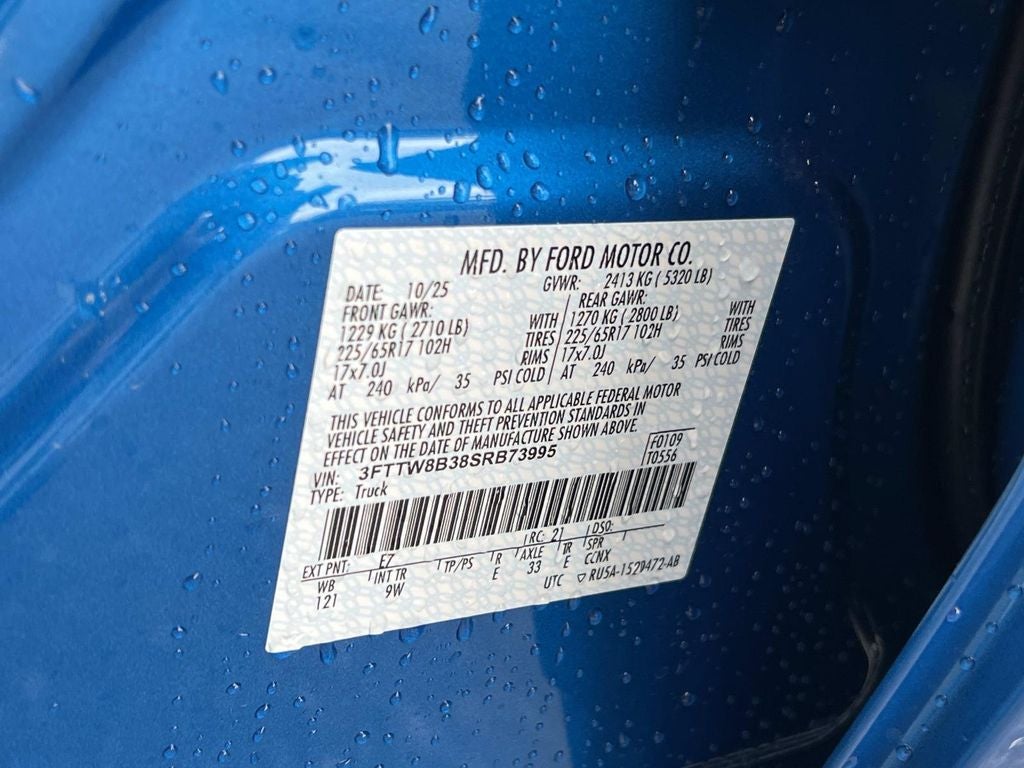 MFD. BY FORD MOTOR CO.
DATE: 10/25 GVWR: 2413 KG ( 5320 LB)
FRONT GAWR: REAR GAWR:
1229 KG ( 2710 LB) WITH 1270 KG ( 2800 LB) WITH
225/65R17 102H TIRES 225/65R17 102H TIRES
17x7.0J RIMS 17x7.0J RIMS
AT 240 kPa/ 35 PSI COLD AT 240 kPa/ 35 PSI COLD
THIS VEHICLE CONFORMS TO ALL APPLICABLE FEDERAL MOTOR
VEHICLE SAFETY AND THEFT PREVENTION STANDARDS IN
EFFECT ON THE DATE OF MANUFACTURE SHOWN ABOVE.
VIN: 3FTTW8B38SRB73995 F0109
TYPE: Truck T0556
EXT PNT: E7 RC: 21 DSO:
WB INT TR TP/PS R AXLE TR SPR
121 9W E 33 E CCNX
UTC ▽ RU5A-1529472-AB